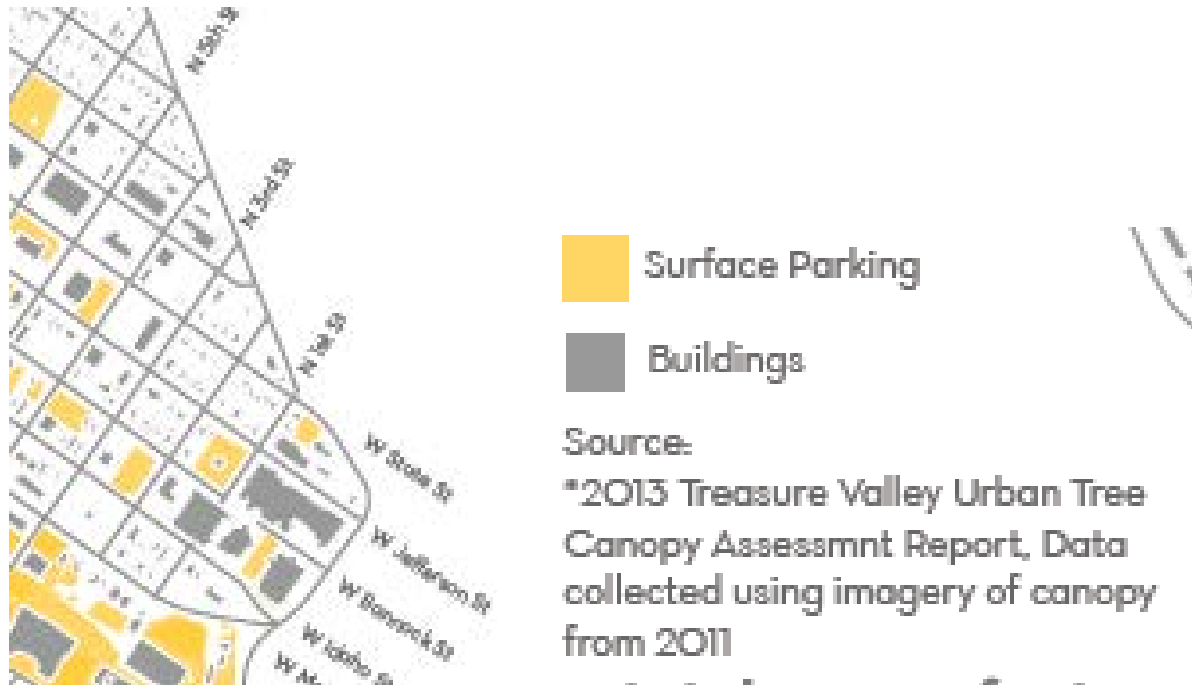 N 5th St
N 3rd St
N 1st St
W State St
W Jefferson St
W Bannock St
W Idaho St
W
Surface Parking
Buildings
Source:
*2013 Treasure Valley Urban Tree
Canopy Assessmnt Report, Data
collected using imagery of canopy
from 2011